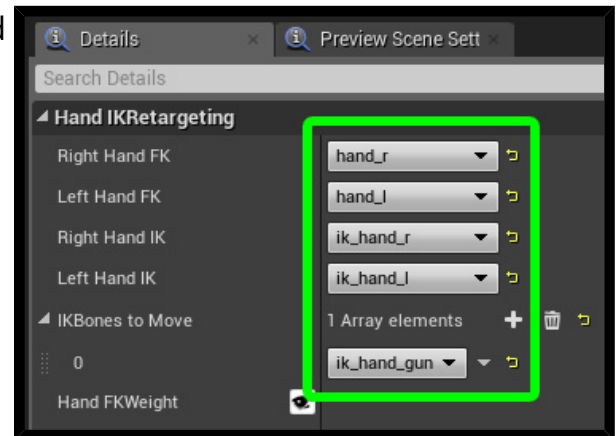 d
Details
Preview Scene Sett
Search Details
Hand IKRetargeting
Right Hand FK hand_r
Left Hand FK hand_l
Right Hand IK ik_hand_r
Left Hand IK ik_hand_l
IKBones to Move 1 Array elements
0 ik_hand_gun
Hand FKWeight